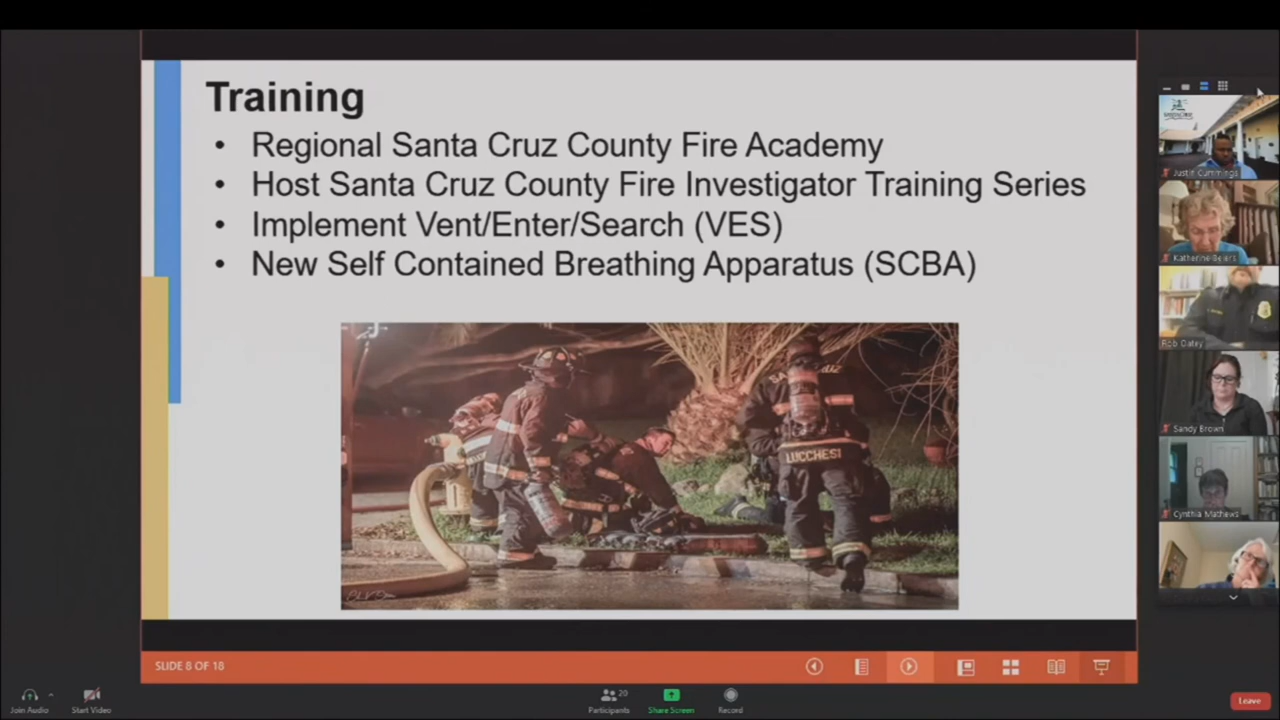 Training
• Regional Santa Cruz County Fire Academy
• Host Santa Cruz County Fire Investigator Training Series
• Implement Vent/Enter/Search (VES)
• New Self Contained Breathing Apparatus (SCBA)
LUCCHESI
SLIDE 8 OF 18
Justin Cummings
Katherine Beiers
Rob Oatey
Sandy Brown
Cynthia Mathews
Join Audio
Start Video
20
Participants
Share Screen
Record
Leave